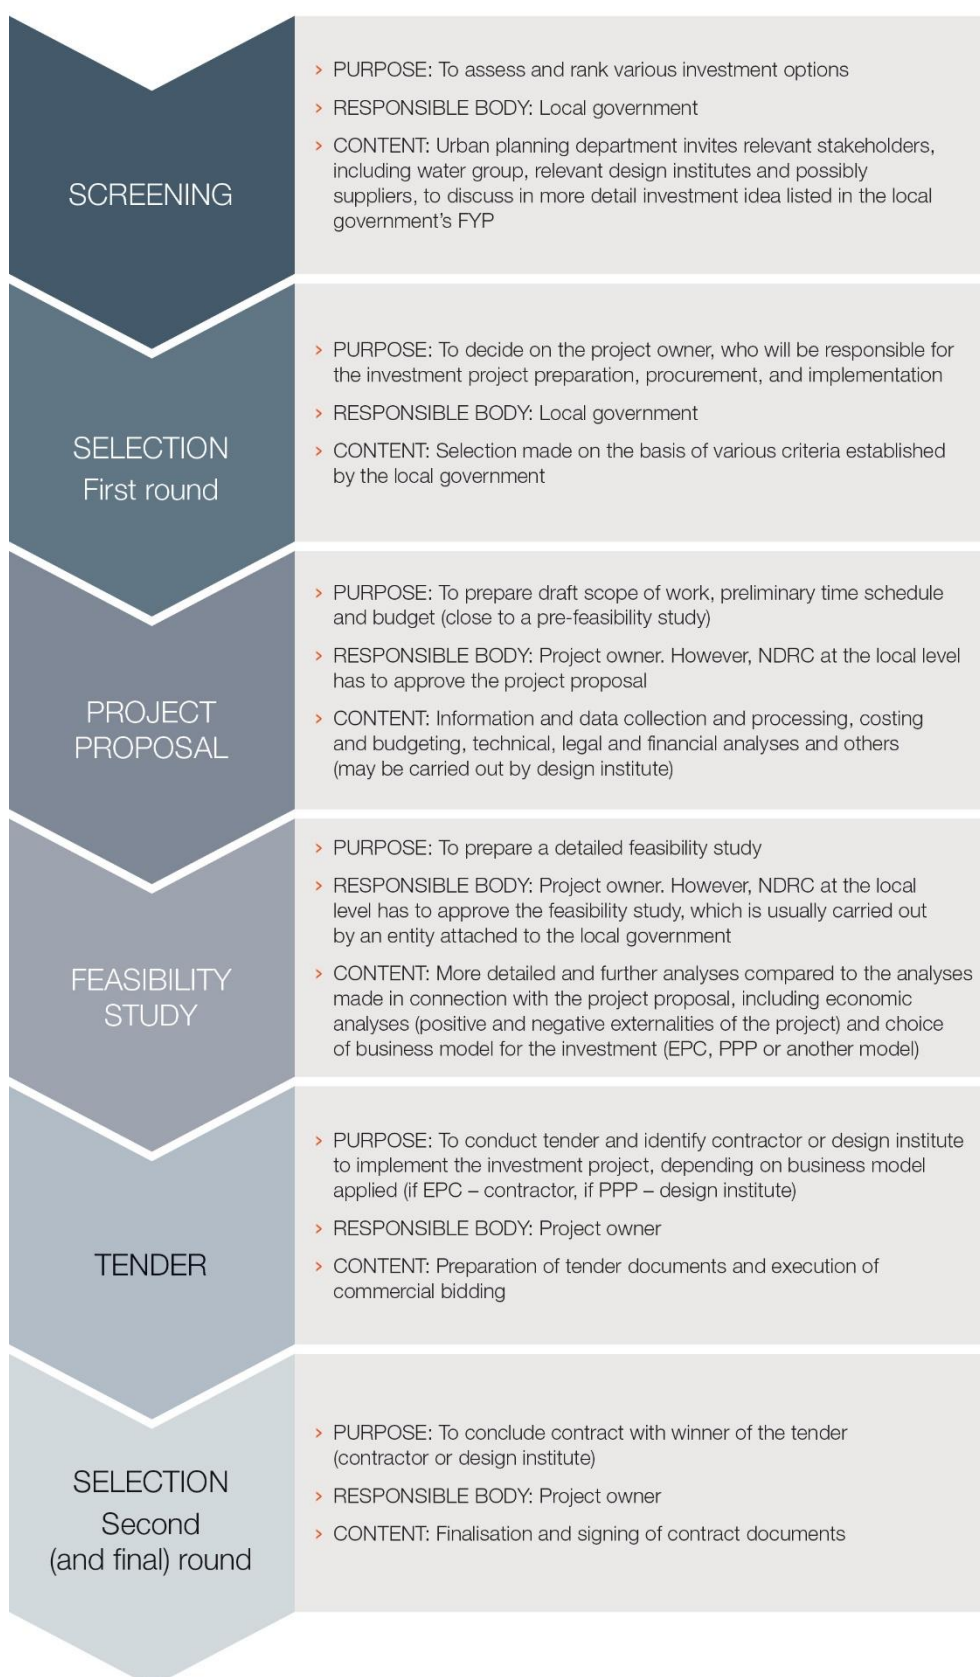 SCREENING
› PURPOSE: To assess and rank various investment options
› RESPONSIBLE BODY: Local government
› CONTENT: Urban planning department invites relevant stakeholders,
including water group, relevant design institutes and possibly
suppliers, to discuss in more detail investment idea listed in the local
government's FYP
SELECTION
First round
› PURPOSE: To decide on the project owner, who will be responsible for
the investment project preparation, procurement, and implementation
› RESPONSIBLE BODY: Local government
› CONTENT: Selection made on the basis of various criteria established
by the local government
PROJECT
PROPOSAL
› PURPOSE: To prepare draft scope of work, preliminary time schedule
and budget (close to a pre-feasibility study)
› RESPONSIBLE BODY: Project owner. However, NDRC at the local level
has to approve the project proposal
› CONTENT: Information and data collection and processing, costing
and budgeting, technical, legal and financial analyses and others
(may be carried out by design institute)
FEASIBILITY
STUDY
› PURPOSE: To prepare a detailed feasibility study
› RESPONSIBLE BODY: Project owner. However, NDRC at the local
level has to approve the feasibility study, which is usually carried out
by an entity attached to the local government
› CONTENT: More detailed and further analyses compared to the analyses
made in connection with the project proposal, including economic
analyses (positive and negative externalities of the project) and choice
of business model for the investment (EPC, PPP or another model)
TENDER
› PURPOSE: To conduct tender and identify contractor or design institute
to implement the investment project, depending on business model
applied (if EPC – contractor, if PPP – design institute)
› RESPONSIBLE BODY: Project owner
› CONTENT: Preparation of tender documents and execution of
commercial bidding
SELECTION
Second
(and final) round
› PURPOSE: To conclude contract with winner of the tender
(contractor or design institute)
› RESPONSIBLE BODY: Project owner
› CONTENT: Finalisation and signing of contract documents